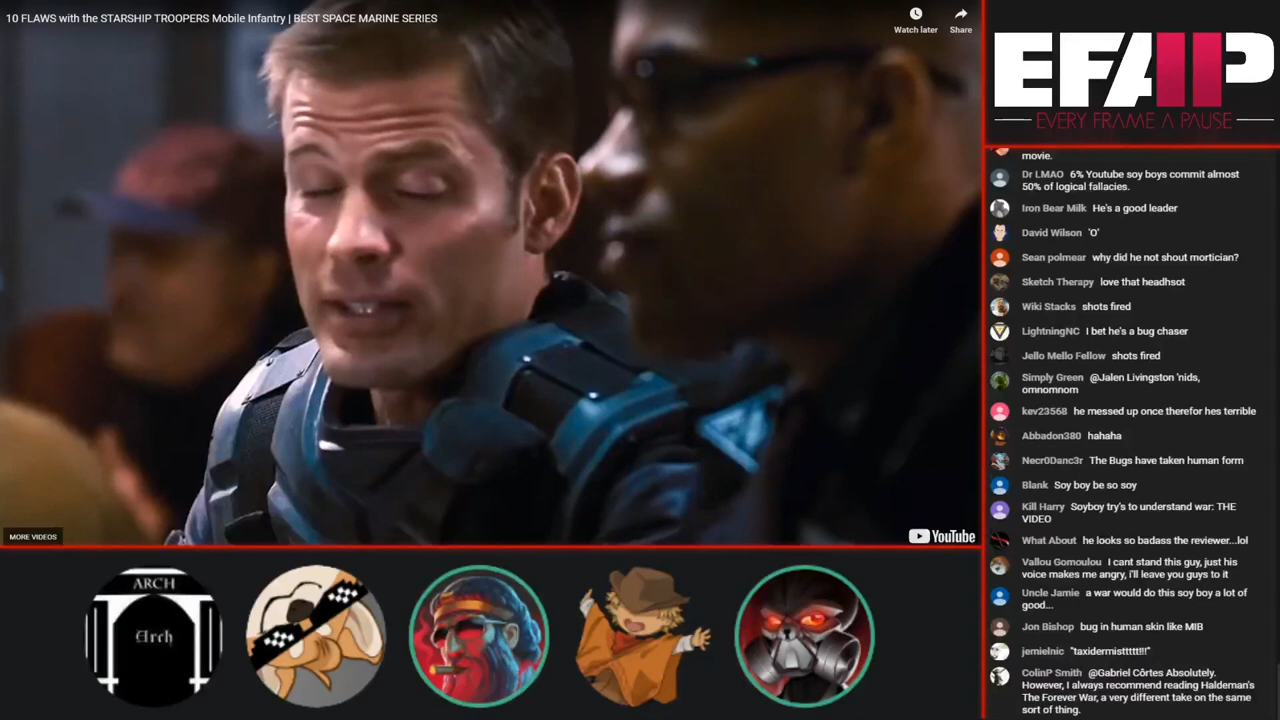 10 FLAWS with the STARSHIP TROOPERS Mobile Infantry | BEST SPACE MARINE SERIES
Watch later
Share
MORE VIDEOS
YouTube
ARCH
Arch
EFAP
EVERY FRAME A PAUSE
movie.
Dr LMAO 6% Youtube soy boys commit almost
50% of logical fallacies.
Iron Bear Milk He's a good leader
David Wilson 'O'
Sean polmear why did he not shout mortician?
Sketch Therapy love that headhsot
Wiki Stacks shots fired
LightningNC I bet he's a bug chaser
Jello Mello Fellow shots fired
Simply Green @Jalen Livingston 'nids,
omnomnom
kev23568 he messed up once therefor hes terrible
Abbadon380 hahaha
Necr0Danc3r The Bugs have taken human form
Blank Soy boy be so soy
Kill Harry Soyboy try's to understand war: THE
VIDEO
What About he looks so badass the reviewer...lol
Vallou Gomoulou I cant stand this guy, just his
voice makes me angry, i'll leave you guys to it
Uncle Jamie a war would do this soy boy a lot of
good...
Jon Bishop bug in human skin like MIB
jemielnic "taxidermisttttt!!!"
ColinP Smith @Gabriel Côrtes Absolutely.
However, I always recommend reading Haldeman's
The Forever War, a very different take on the same
sort of thing.